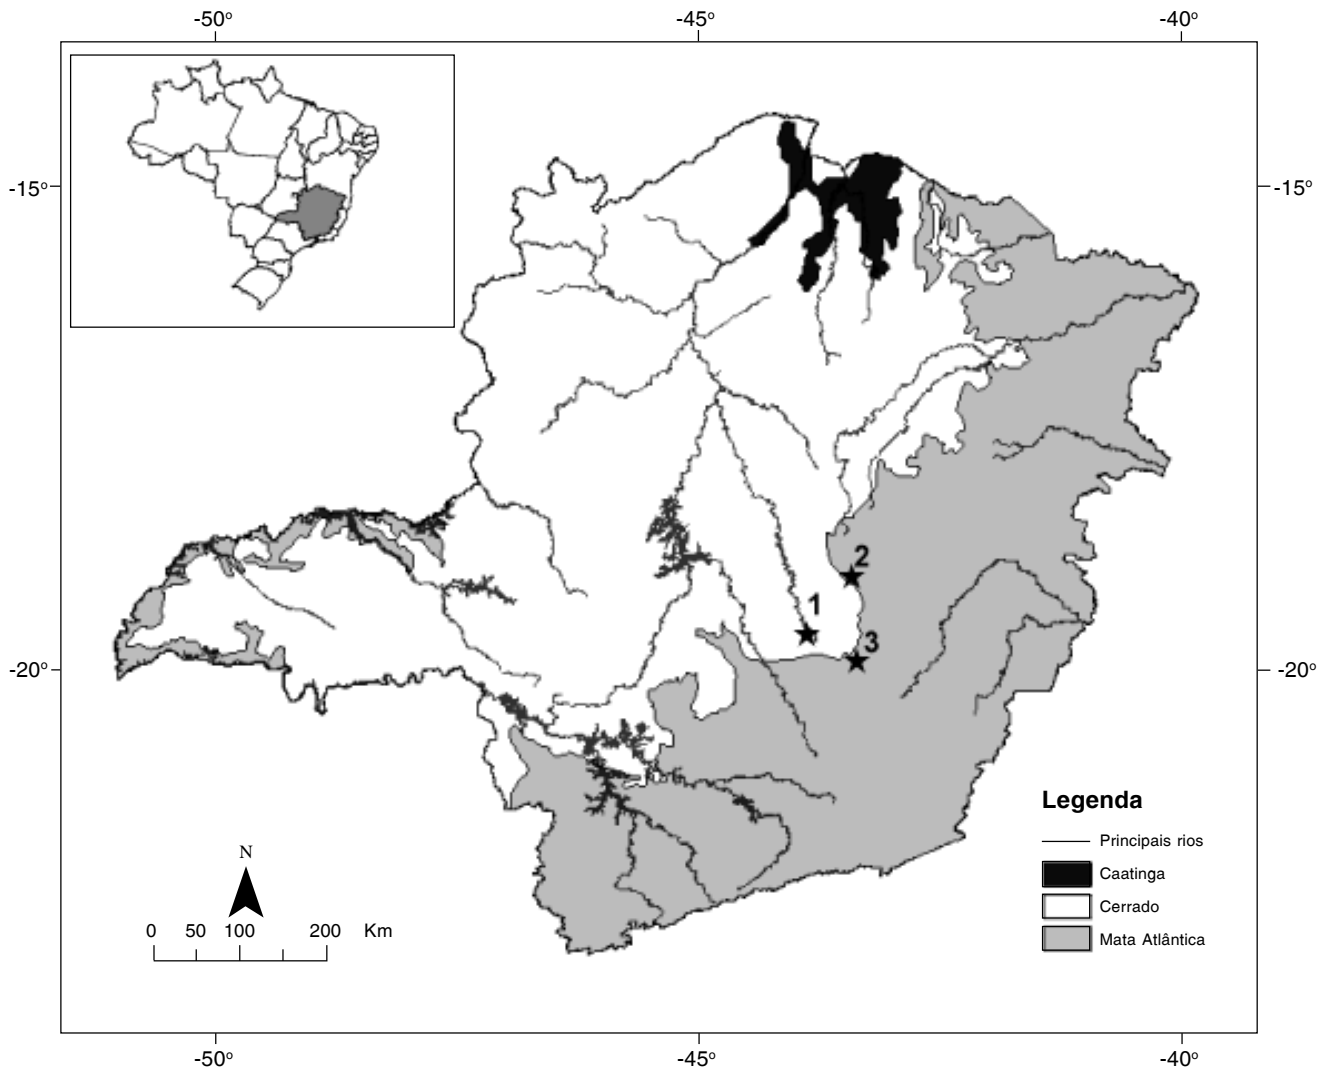 -50º -45º -40º
-15º -15º
2
1
3
-20º -20º
Legenda
Principais rios
Caatinga
Cerrado
Mata Atlântica
N
0 50 100 200 Km
-50º -45º -40º